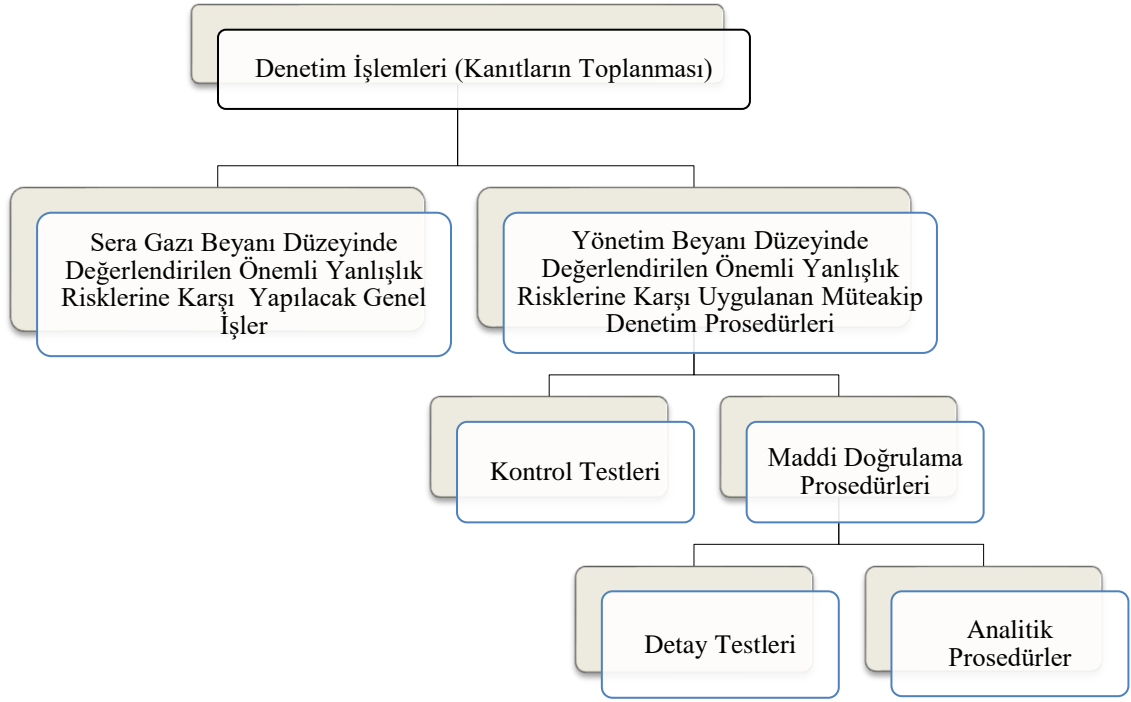 Denetim İşlemleri (Kanıtların Toplanması)
Sera Gazı Beyanı Düzeyinde
Değerlendirilen Önemli Yanlışlık
Risklerine Karşı Yapılacak Genel
İşler
Yönetim Beyanı Düzeyinde
Değerlendirilen Önemli Yanlışlık
Risklerine Karşı Uygulanan Müteakip
Denetim Prosedürleri
Kontrol Testleri
Maddi Doğrulama
Prosedürleri
Detay Testleri
Analitik
Prosedürler